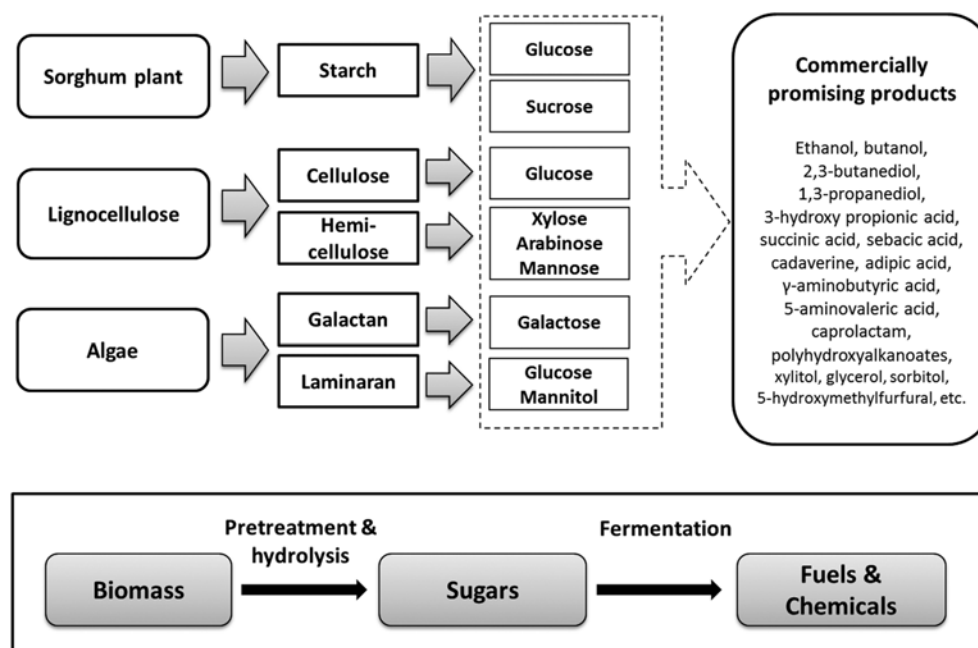 Sorghum plant
Starch
Glucose
Sucrose
Lignocellulose
Cellulose
Glucose
Hemi-
cellulose
Xylose
Arabinose
Mannose
Algae
Galactan
Galactose
Laminaran
Glucose
Mannitol
Commercially
promising products
Ethanol, butanol,
2,3-butanediol,
1,3-propanediol,
3-hydroxy propionic acid,
succinic acid, sebacic acid,
cadaverine, adipic acid,
γ-aminobutyric acid,
5-aminovaleric acid,
caprolactam,
polyhydroxyalkanoates,
xylitol, glycerol, sorbitol,
5-hydroxymethylfurfural, etc.
Pretreatment &
hydrolysis
Fermentation
Biomass
Sugars
Fuels &
Chemicals